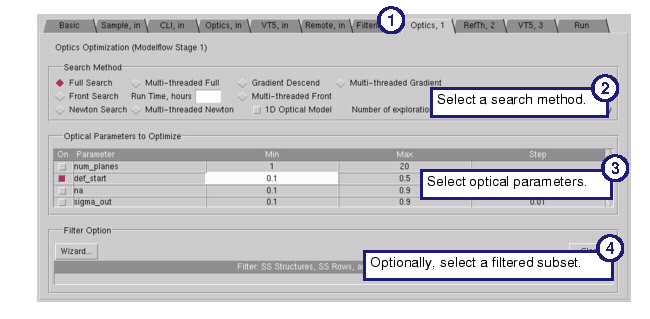 Basic Sample, in CLI, in Optics, in VT5, in Remote, in Filter 1 Optics, 1 RefTh, 2 VT5, 3 Run
Optics Optimization (Modelflow Stage 1)
Search Method
Full Search Multi-threaded Full Gradient Descend Multi-threaded Gradient
Front Search Run Time, hours Multi-threaded Front
Newton Search Multi-threaded Newton 1D Optical Model Number of exploratio
Select a search method. 2
Optical Parameters to Optimize
On Parameter Min Max Step
num_planes 1 20
def_start 0.1 0.5
na 0.1 0.9
sigma_out 0.1 0.9 0.01
Select optical parameters. 3
Filter Option
Wizard...
Filter: SS Structures, SS Rows, a
Optionally, select a filtered subset. 4